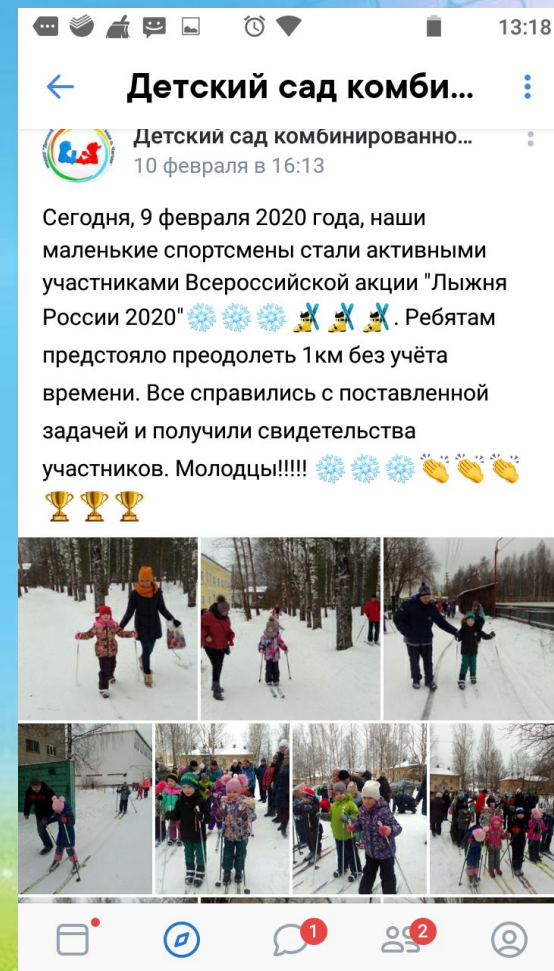 13:18
Детский сад комби...
Детский сад комбинированно...
10 февраля в 16:13
Сегодня, 9 февраля 2020 года, наши
маленькие спортсмены стали активными
участниками Всероссийской акции "Лыжня
России 2020"❄️❄️❄️🎿🎿🎿. Ребятам
предстояло преодолеть 1км без учёта
времени. Все справились с поставленной
задачей и получили свидетельства
участников. Молодцы!!!!! ❄️❄️❄️👏👏👏
🏆🏆🏆
1
2